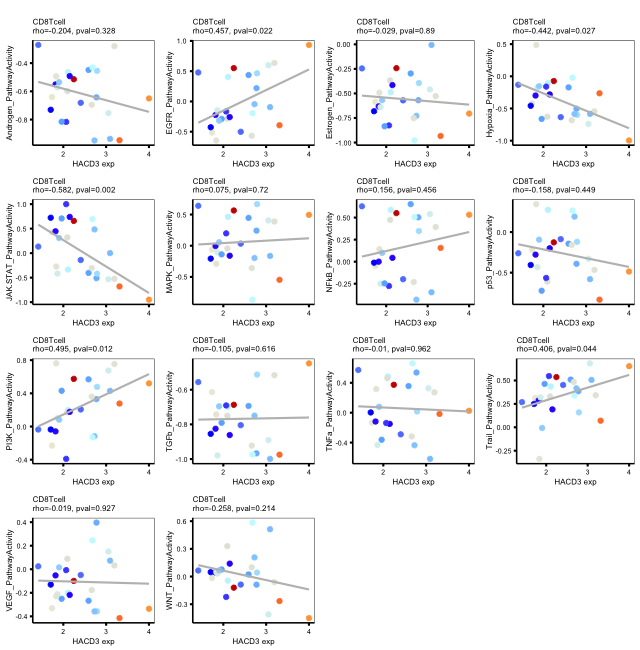 CD8Tcell
rho=-0.204, pval=0.328
Androgen_PathwayActivity
-0.4
-0.6
-0.8
2
3
4
HACD3 exp
CD8Tcell
rho=0.457, pval=0.022
EGFR_PathwayActivity
1.0
0.5
0.0
-0.5
2
3
4
HACD3 exp
CD8Tcell
rho=-0.029, pval=0.89
Estrogen_PathwayActivity
0.00
-0.25
-0.50
-0.75
-1.00
2
3
4
HACD3 exp
CD8Tcell
rho=-0.442, pval=0.027
Hypoxia_PathwayActivity
0.5
0.0
-0.5
-1.0
2
3
4
HACD3 exp
CD8Tcell
rho=-0.582, pval=0.002
JAK-STAT_PathwayActivity
1.0
0.5
0.0
-0.5
-1.0
2
3
4
HACD3 exp
CD8Tcell
rho=0.075, pval=0.72
MAPK_PathwayActivity
0.5
0.0
-0.5
2
3
4
HACD3 exp
CD8Tcell
rho=0.156, pval=0.456
NFkB_PathwayActivity
0.50
0.25
0.00
-0.25
2
3
4
HACD3 exp
CD8Tcell
rho=-0.158, pval=0.449
p53_PathwayActivity
0.0
-0.5
2
3
4
HACD3 exp
CD8Tcell
rho=0.495, pval=0.012
PI3K_PathwayActivity
0.8
0.4
0.0
-0.4
2
3
4
HACD3 exp
CD8Tcell
rho=-0.105, pval=0.616
TGFb_PathwayActivity
-0.4
-0.6
-0.8
-1.0
2
3
4
HACD3 exp
CD8Tcell
rho=-0.01, pval=0.962
TNFa_PathwayActivity
0.4
0.0
-0.4
2
3
4
HACD3 exp
CD8Tcell
rho=0.406, pval=0.044
Trail_PathwayActivity
0.50
0.25
0.00
-0.25
2
3
4
HACD3 exp
CD8Tcell
rho=-0.019, pval=0.927
VEGF_PathwayActivity
0.4
0.2
0.0
-0.2
-0.4
2
3
4
HACD3 exp
CD8Tcell
rho=-0.258, pval=0.214
WNT_PathwayActivity
0.6
0.3
0.0
-0.3
2
3
4
HACD3 exp